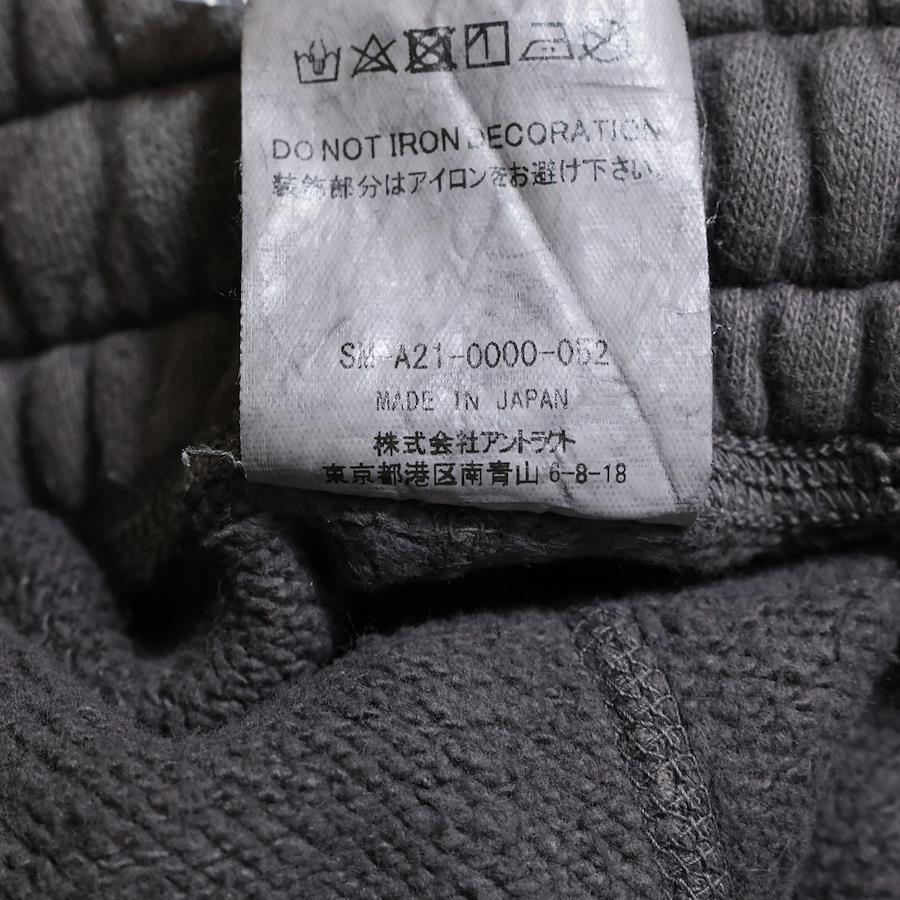 DO NOT IRON DECORATION
装飾部分はアイロンをお避け下さい。
SM-A21-0000-052
MADE IN JAPAN
株式会社アントラクト
東京都港区南青山 6-8-18